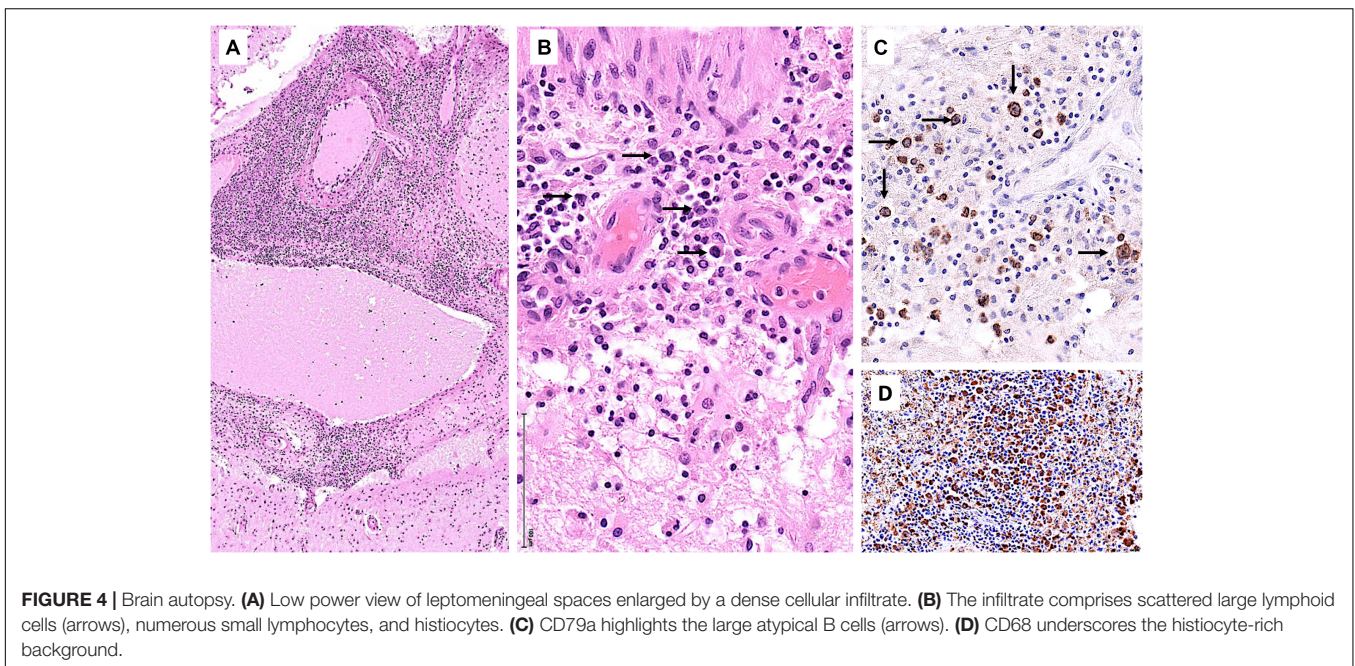 A
B
C
D
FIGURE 4 | Brain autopsy. (A) Low power view of leptomeningeal spaces enlarged by a dense cellular infiltrate. (B) The infiltrate comprises scattered large lymphoid
cells (arrows), numerous small lymphocytes, and histiocytes. (C) CD79a highlights the large atypical B cells (arrows). (D) CD68 underscores the histiocyte-rich
background.